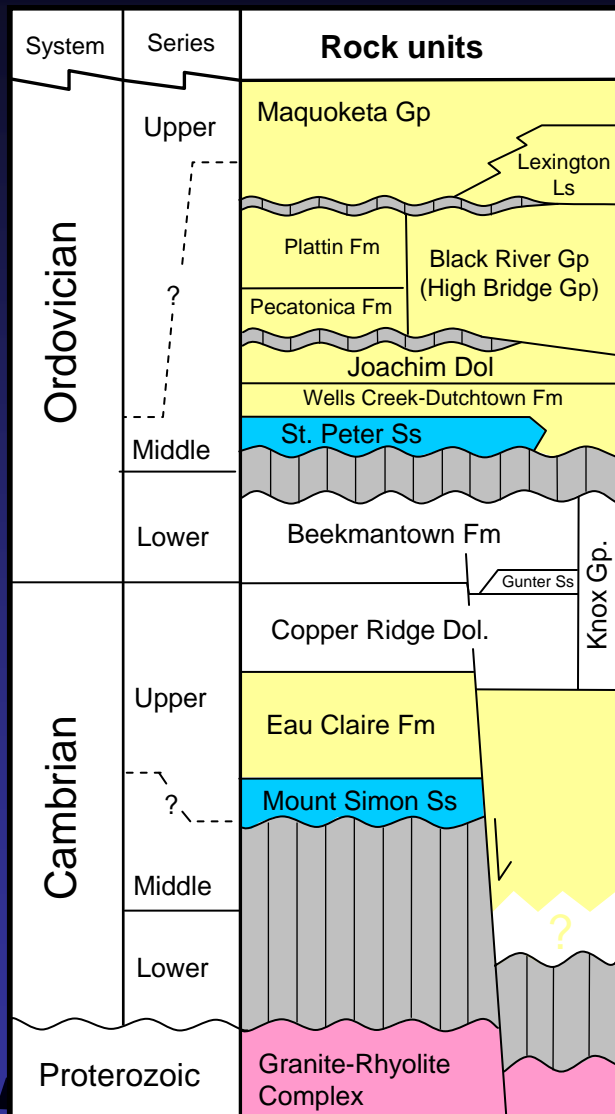 System
Series
Rock units
Ordovician
Upper
?
Middle
Lower
Maquoketa Gp
Lexington
Ls
Plattin Fm
Pecatonica Fm
Black River Gp
(High Bridge Gp)
Joachim Dol
Wells Creek-Dutchtown Fm
St. Peter Ss
Beekmantown Fm
Gunter Ss
Knox Gp.
Copper Ridge Dol.
Cambrian
Upper
?
Middle
Lower
Eau Claire Fm
Mount Simon Ss
?
Proterozoic
Granite-Rhyolite
Complex